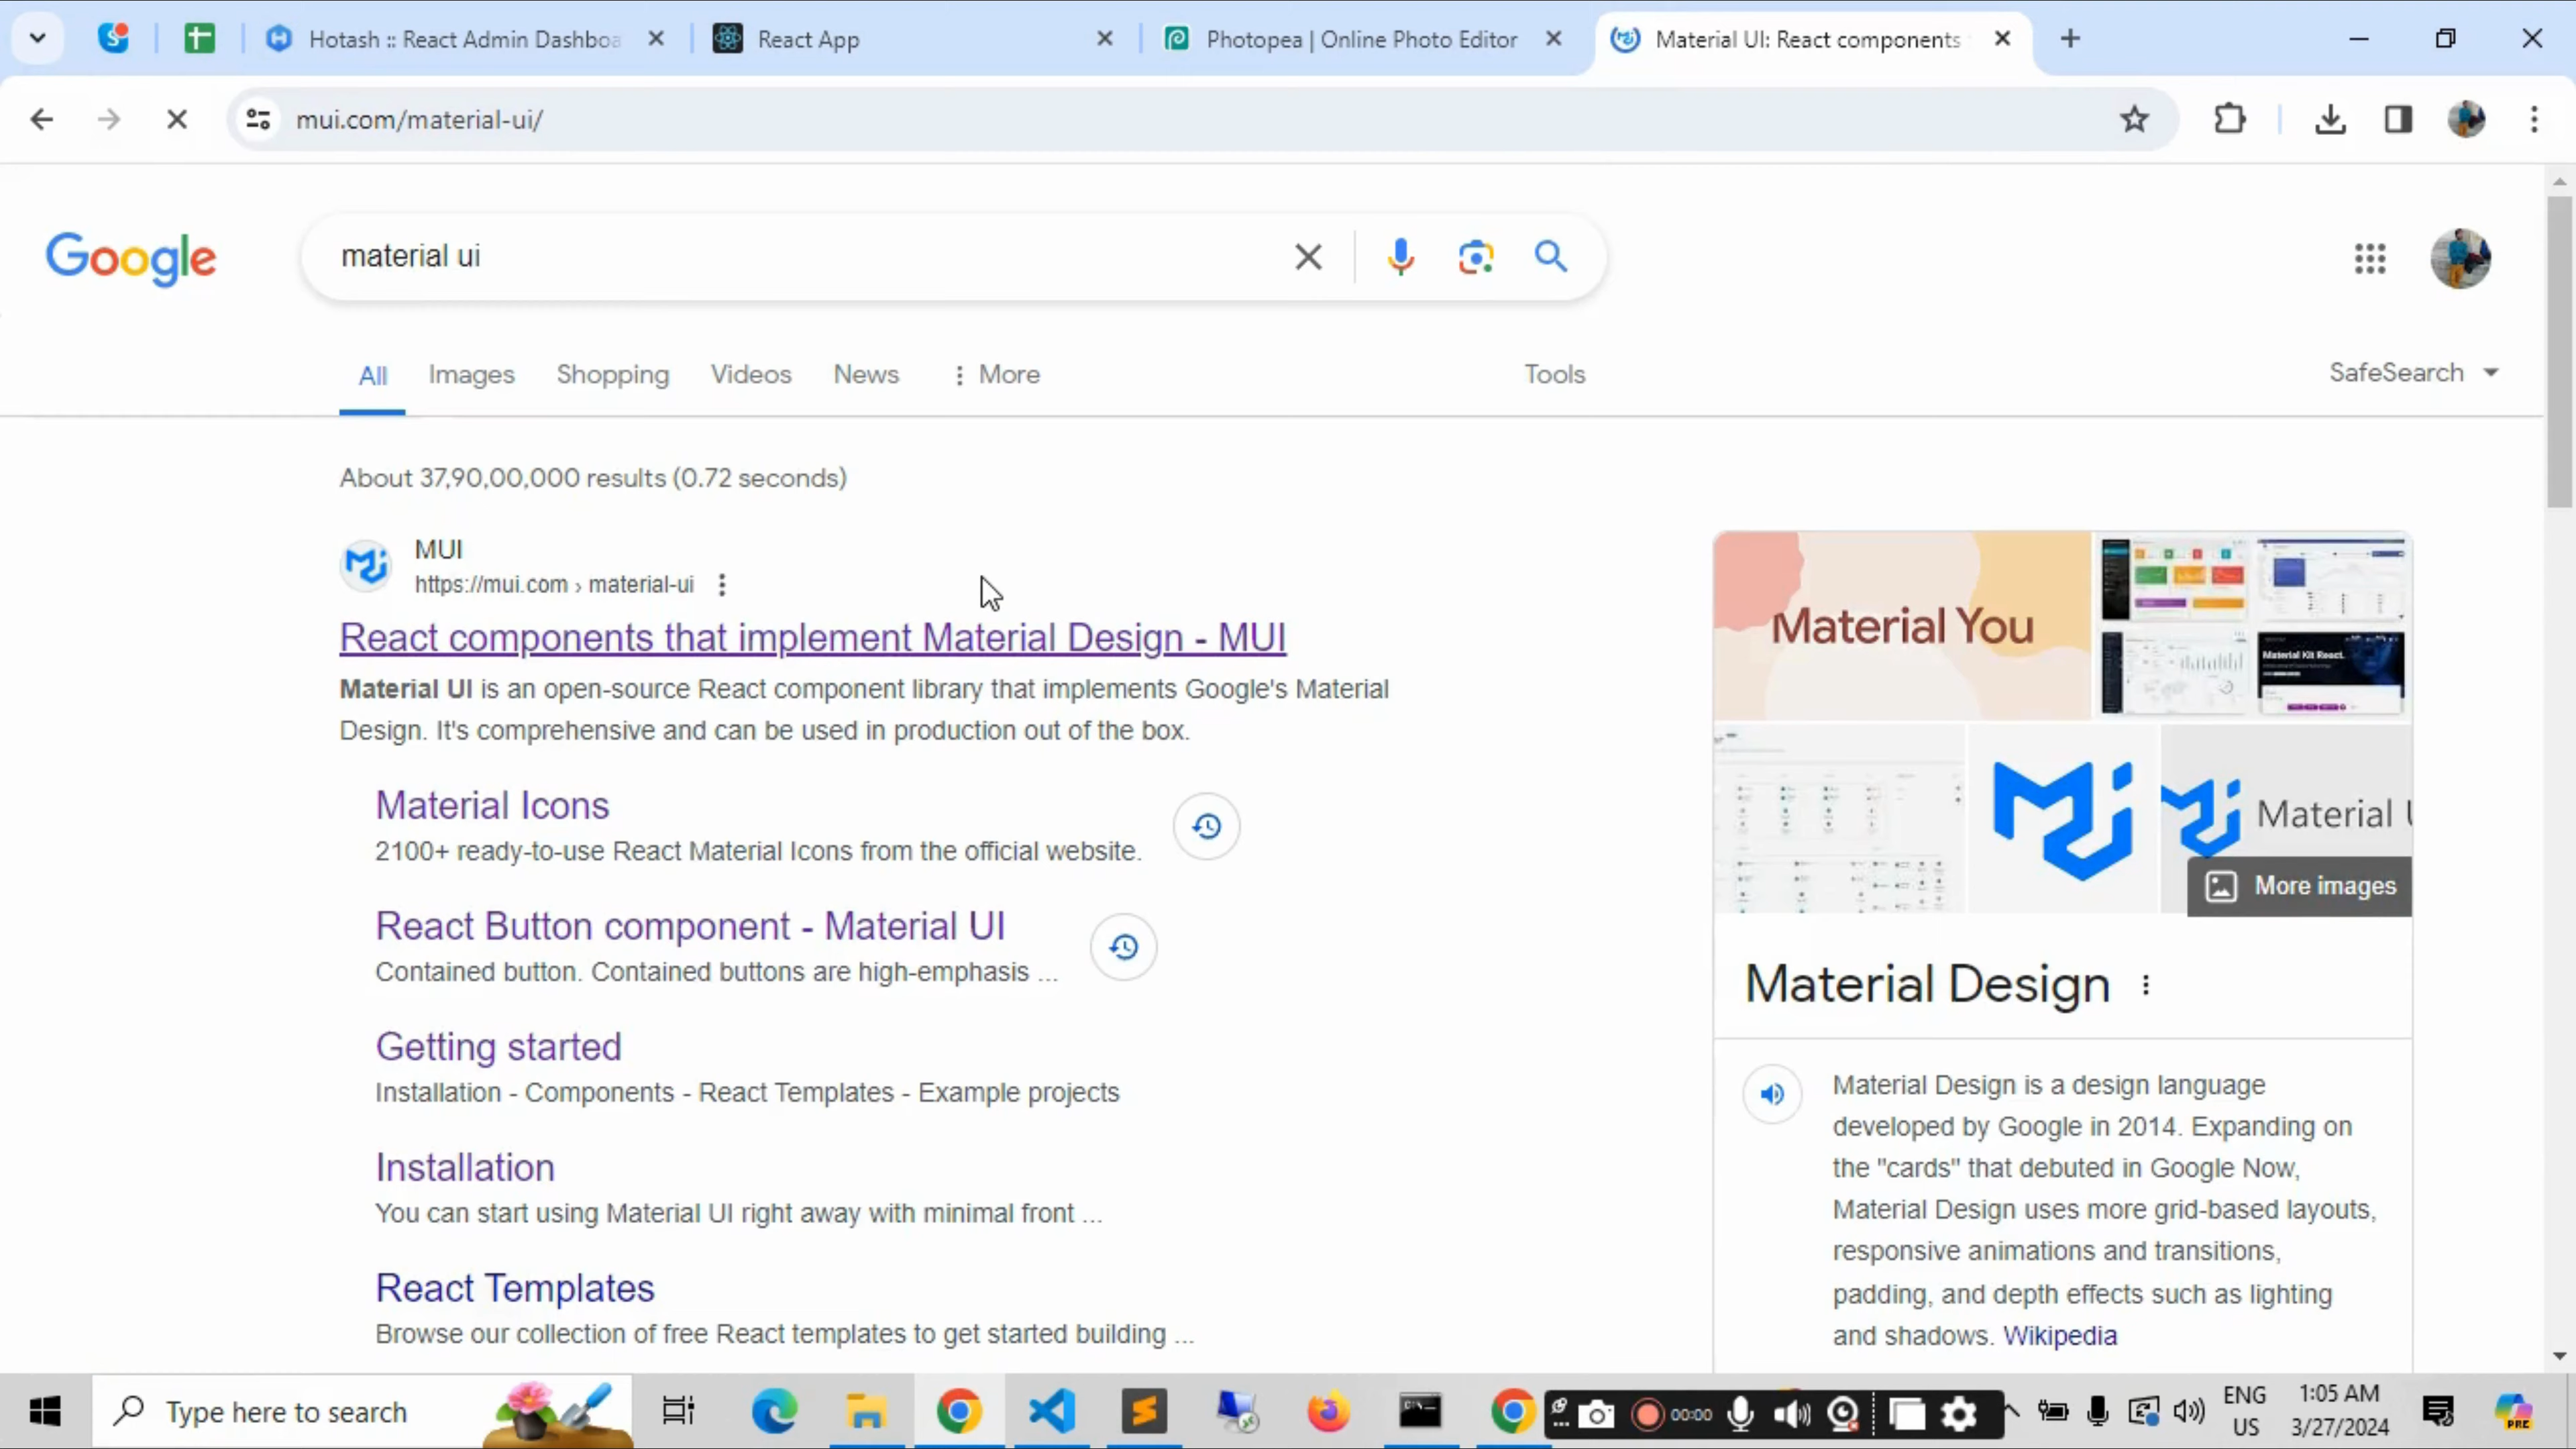 Hotash :: React Admin Dashboa
React App
Photopea | Online Photo Editor
Material UI: React components
mui.com/material-ui/
Google
material ui
All
Images
Shopping
Videos
News
More
Tools
SafeSearch
About 37,90,00,000 results (0.72 seconds)
MUI
https://mui.com › material-ui
React components that implement Material Design - MUI
Material UI is an open-source React component library that implements Google's Material
Design. It's comprehensive and can be used in production out of the box.
Material Icons
2100+ ready-to-use React Material Icons from the official website.
React Button component - Material UI
Contained button. Contained buttons are high-emphasis ...
Getting started
Installation - Components - React Templates - Example projects
Installation
You can start using Material UI right away with minimal front ...
React Templates
Browse our collection of free React templates to get started building ...
Material You
Material Kit React.
Material U
More images
Material Design
Material Design is a design language
developed by Google in 2014. Expanding on
the "cards" that debuted in Google Now,
Material Design uses more grid-based layouts,
responsive animations and transitions,
padding, and depth effects such as lighting
and shadows. Wikipedia
Type here to search
00:00
ENG
US
1:05 AM
3/27/2024
PRE